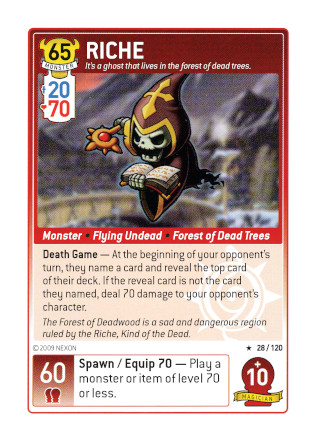 65
MONSTER
RICHE
It's a ghost that lives in the forest of dead trees.
20
70
Monster • Flying Undead • Forest of Dead Trees
Death Game — At the beginning of your opponent's
turn, they name a card and reveal the top card
of their deck. If the reveal card is not the card
they named, deal 70 damage to your opponent's
character.
The Forest of Deadwood is a sad and dangerous region
ruled by the Riche, Kind of the Dead.
© 2009 NEXON
★ 28/120
60
Spawn / Equip 70 — Play a
monster or item of level 70
or less.
10
MAGICIAN